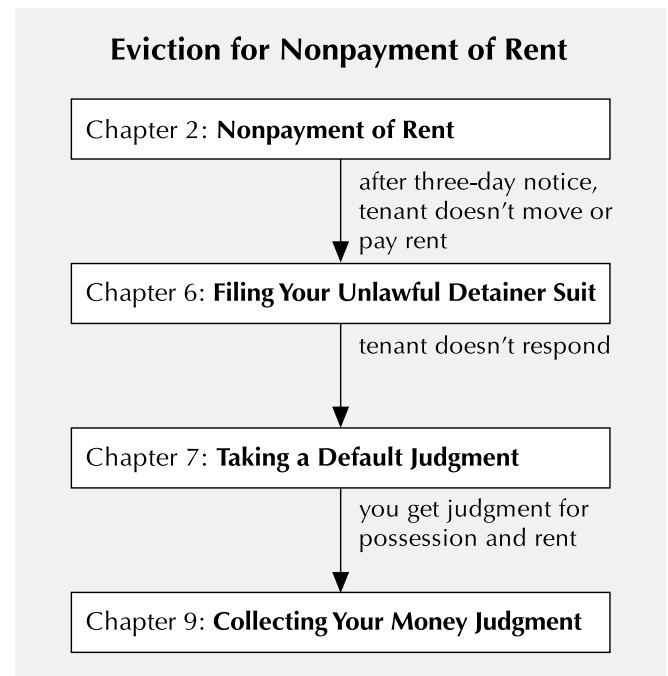 Eviction for Nonpayment of Rent
Chapter 2: Nonpayment of Rent
after three-day notice,
tenant doesn't move or
pay rent
Chapter 6: Filing Your Unlawful Detainer Suit
tenant doesn't respond
Chapter 7: Taking a Default Judgment
you get judgment for
possession and rent
Chapter 9: Collecting Your Money Judgment